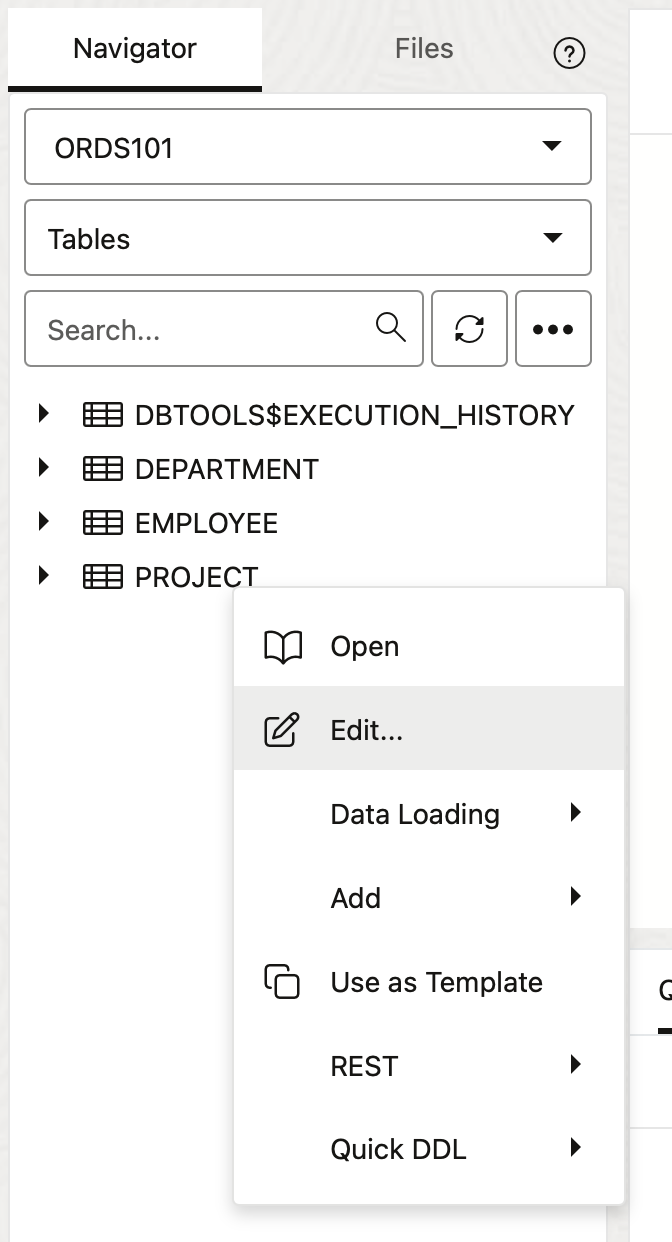 Navigator
Files
?
ORDS101
Tables
Search...
DBTOOLS$EXECUTION_HISTORY
DEPARTMENT
EMPLOYEE
PROJECT
Open
Edit...
Data Loading
Add
Use as Template
REST
Quick DDL